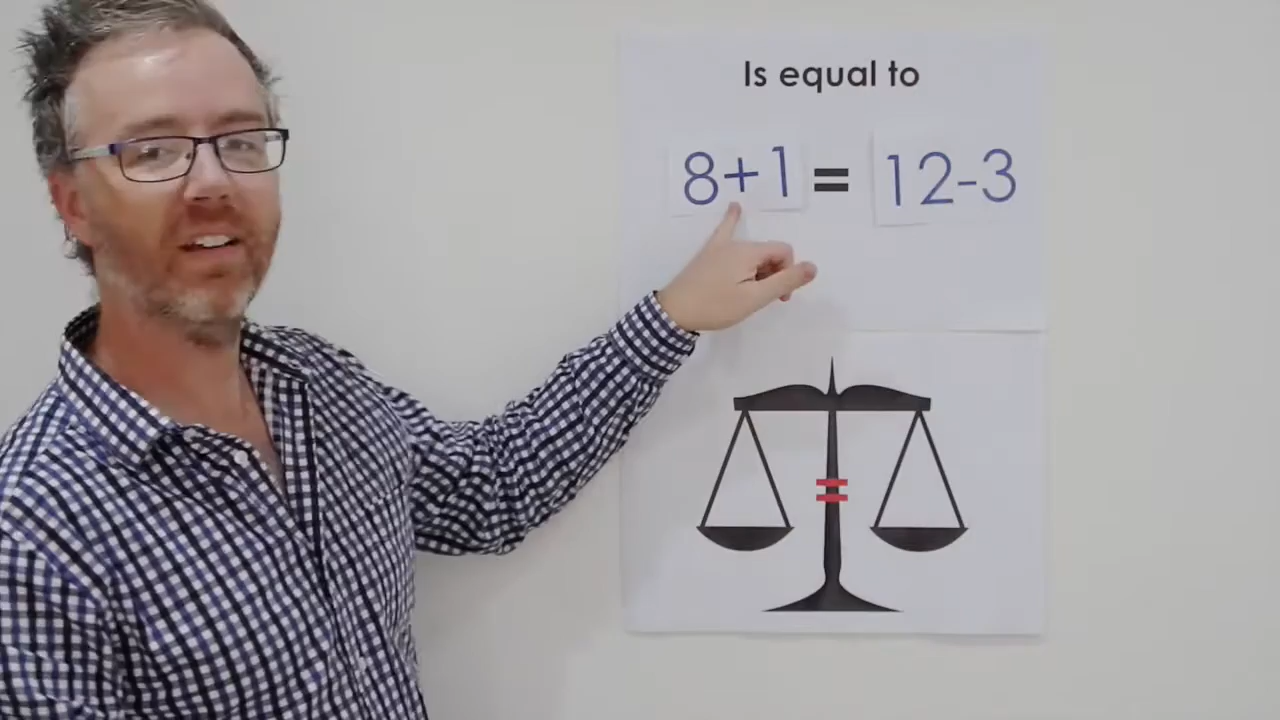 Is equal to
8+1 = 12-3
=